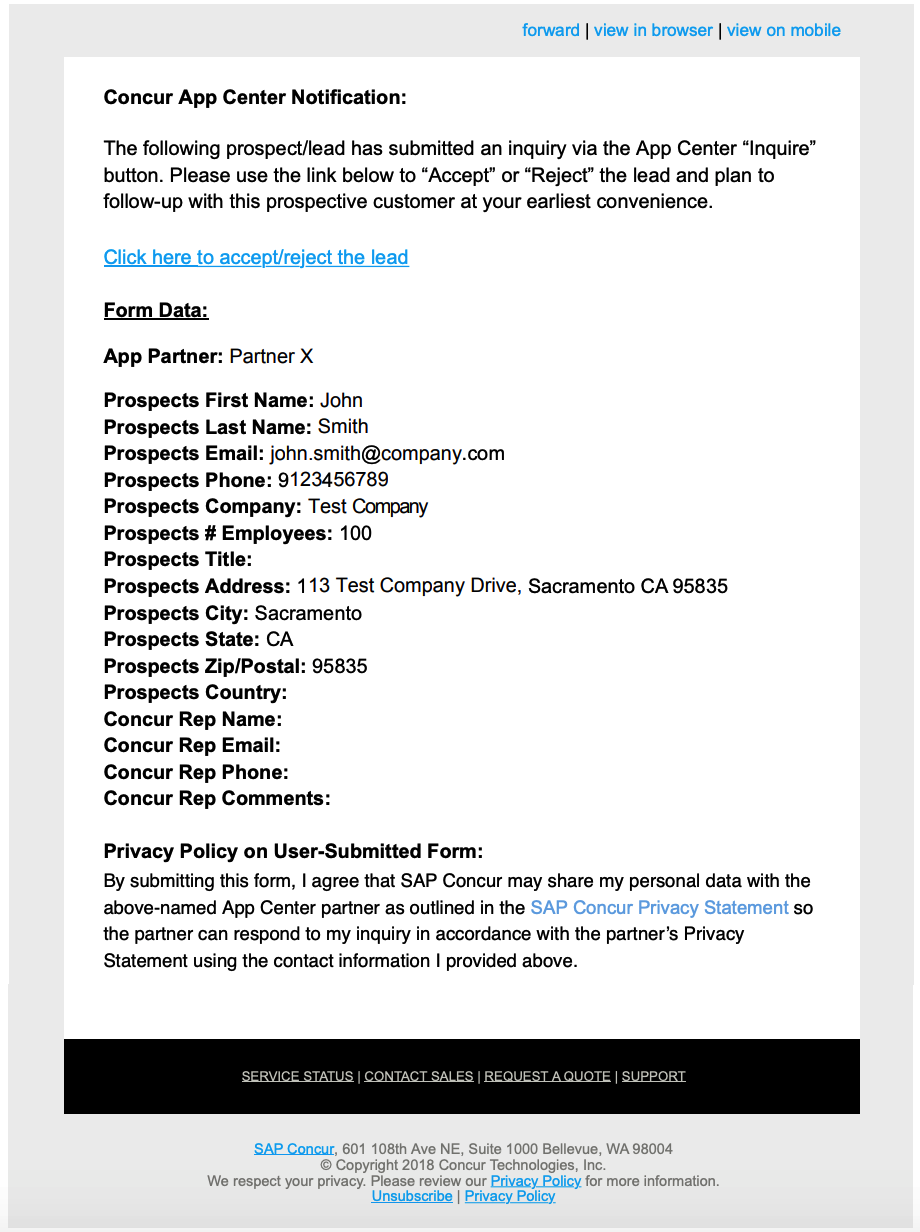 forward | view in browser | view on mobile
Concur App Center Notification:
The following prospect/lead has submitted an inquiry via the App Center “Inquire”
button. Please use the link below to “Accept” or “Reject” the lead and plan to
follow-up with this prospective customer at your earliest convenience.
Click here to accept/reject the lead
Form Data:
App Partner: Partner X
Prospects First Name: John
Prospects Last Name: Smith
Prospects Email: john.smith@company.com
Prospects Phone: 9123456789
Prospects Company: Test Company
Prospects # Employees: 100
Prospects Title:
Prospects Address: 113 Test Company Drive, Sacramento CA 95835
Prospects City: Sacramento
Prospects State: CA
Prospects Zip/Postal: 95835
Prospects Country:
Concur Rep Name:
Concur Rep Email:
Concur Rep Phone:
Concur Rep Comments:
Privacy Policy on User-Submitted Form:
By submitting this form, I agree that SAP Concur may share my personal data with the
above-named App Center partner as outlined in the SAP Concur Privacy Statement so
the partner can respond to my inquiry in accordance with the partner’s Privacy
Statement using the contact information I provided above.
SERVICE STATUS | CONTACT SALES | REQUEST A QUOTE | SUPPORT
SAP Concur, 601 108th Ave NE, Suite 1000 Bellevue, WA 98004
© Copyright 2018 Concur Technologies, Inc.
We respect your privacy. Please review our Privacy Policy for more information.
Unsubscribe | Privacy Policy